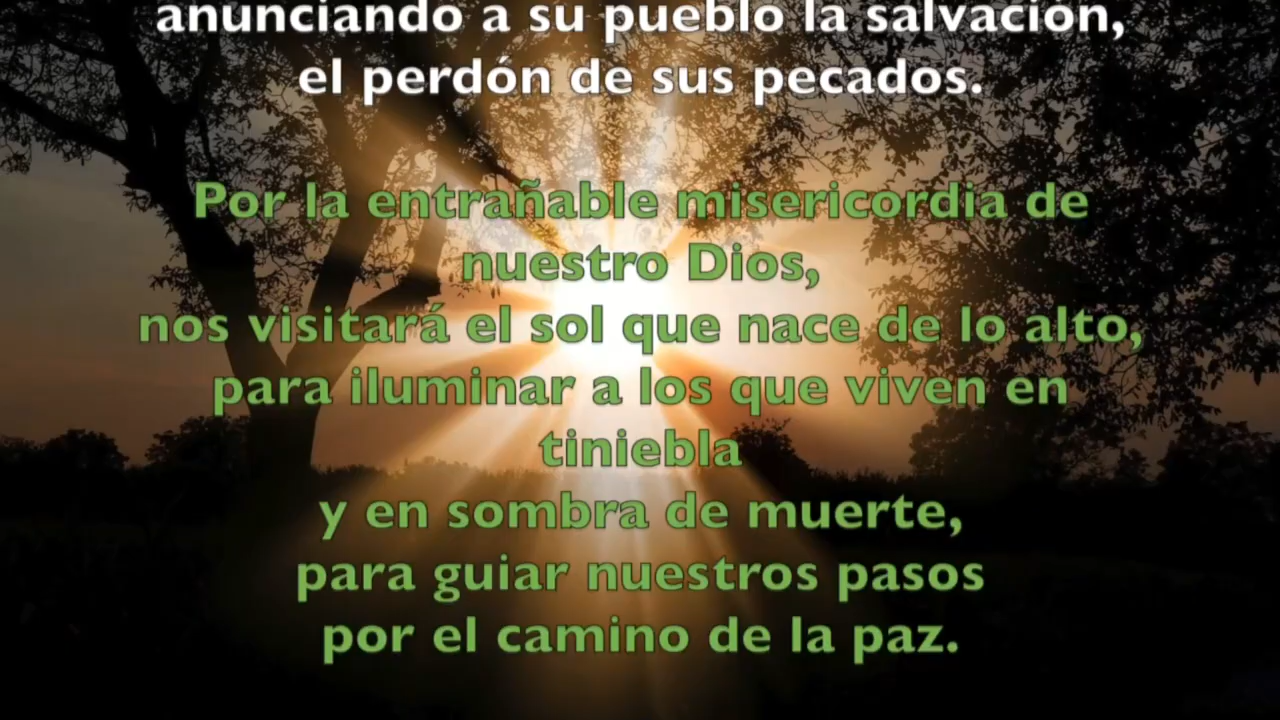 anunciando a su pueblo la salvación,
el perdón de sus pecados.
Por la entrañable misericordia de
nuestro Dios,
nos visitará el sol que nace de lo alto,
para iluminar a los que viven en
tiniebla
y en sombra de muerte,
para guiar nuestros pasos
por el camino de la paz.